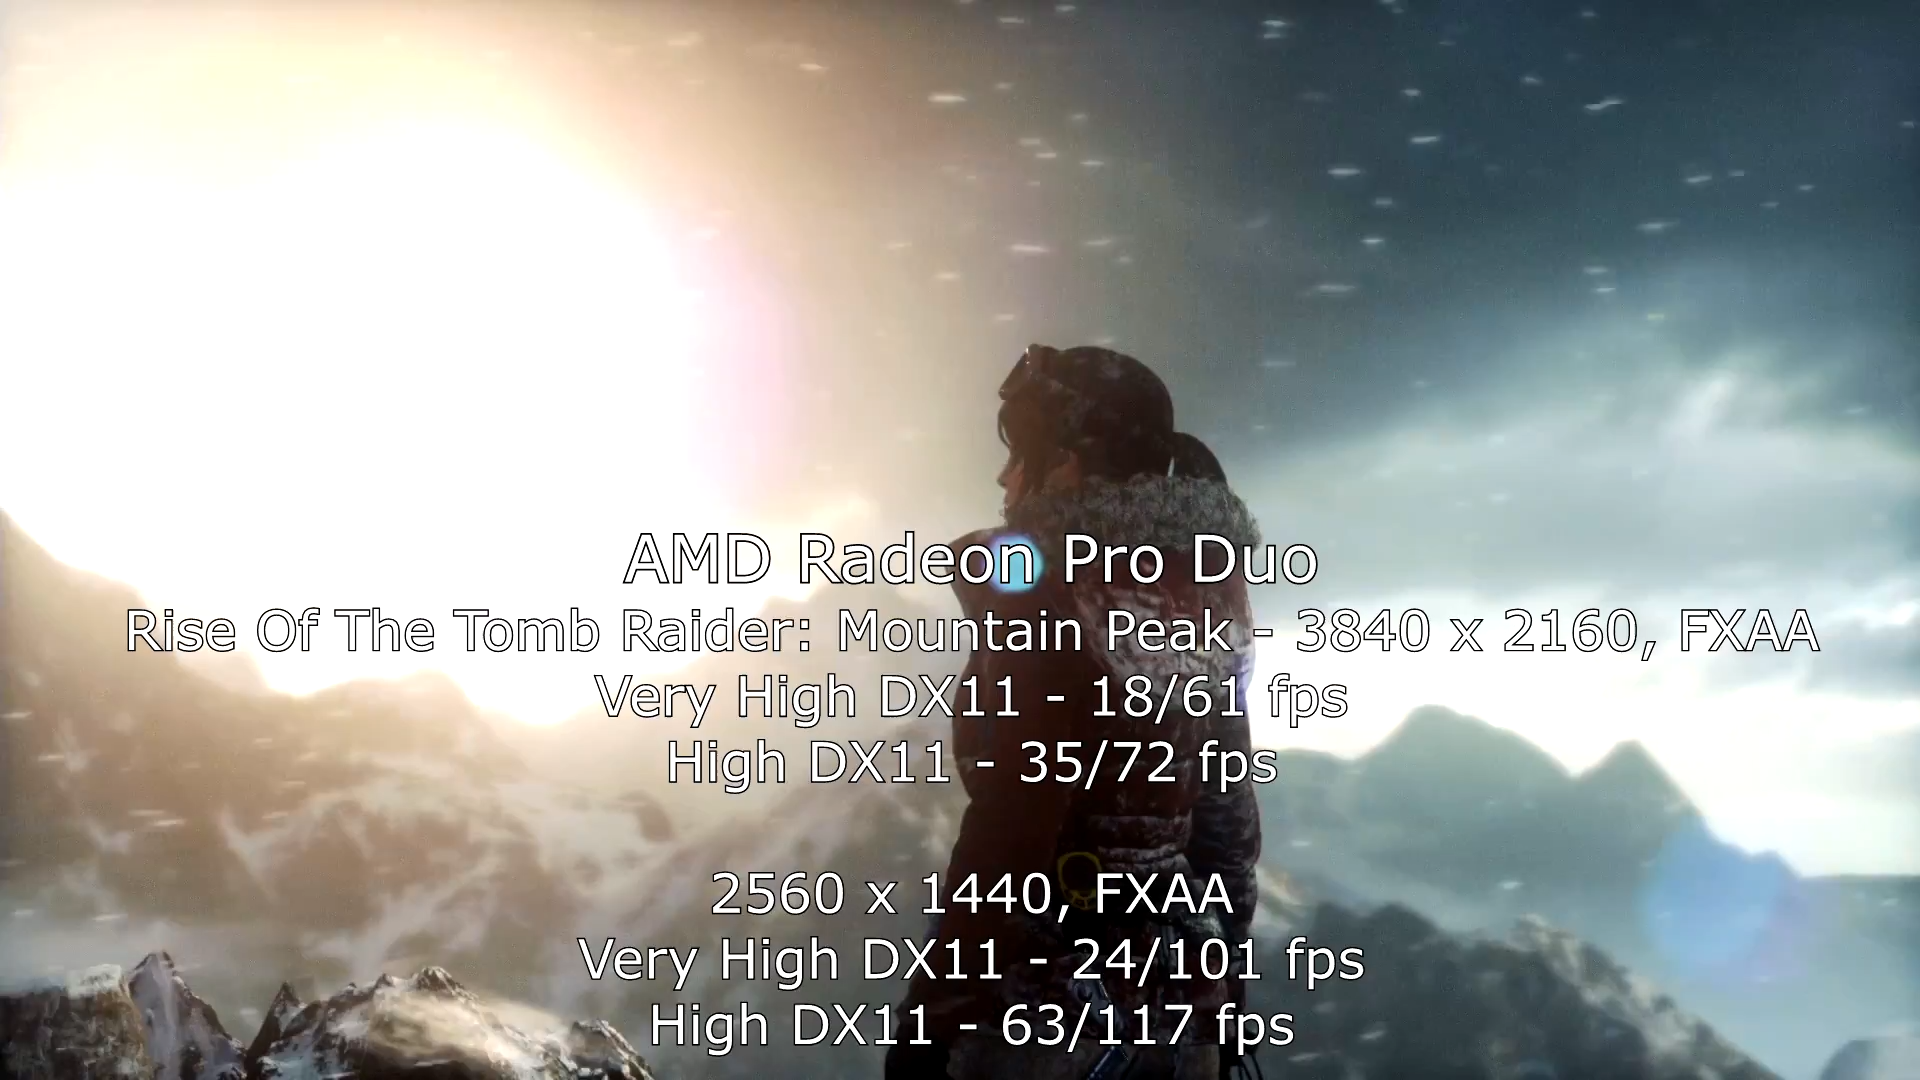 AMD Radeon Pro Duo
Rise Of The Tomb Raider: Mountain Peak - 3840 x 2160, FXAA
Very High DX11 - 18/61 fps
High DX11 - 35/72 fps
2560 x 1440, FXAA
Very High DX11 - 24/101 fps
High DX11 - 63/117 fps